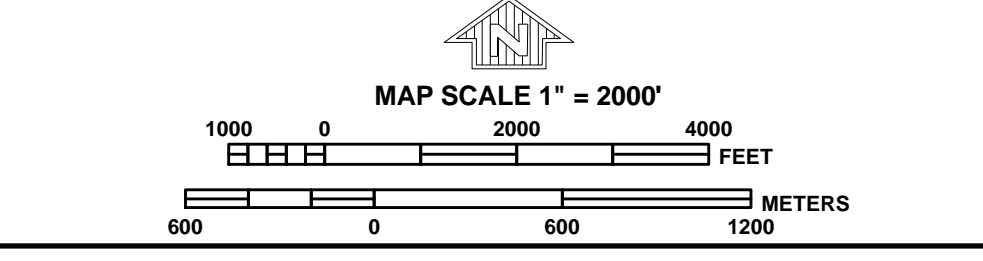 N
MAP SCALE 1" = 2000'
1000 0 2000 4000
FEET
METERS
600 0 600 1200